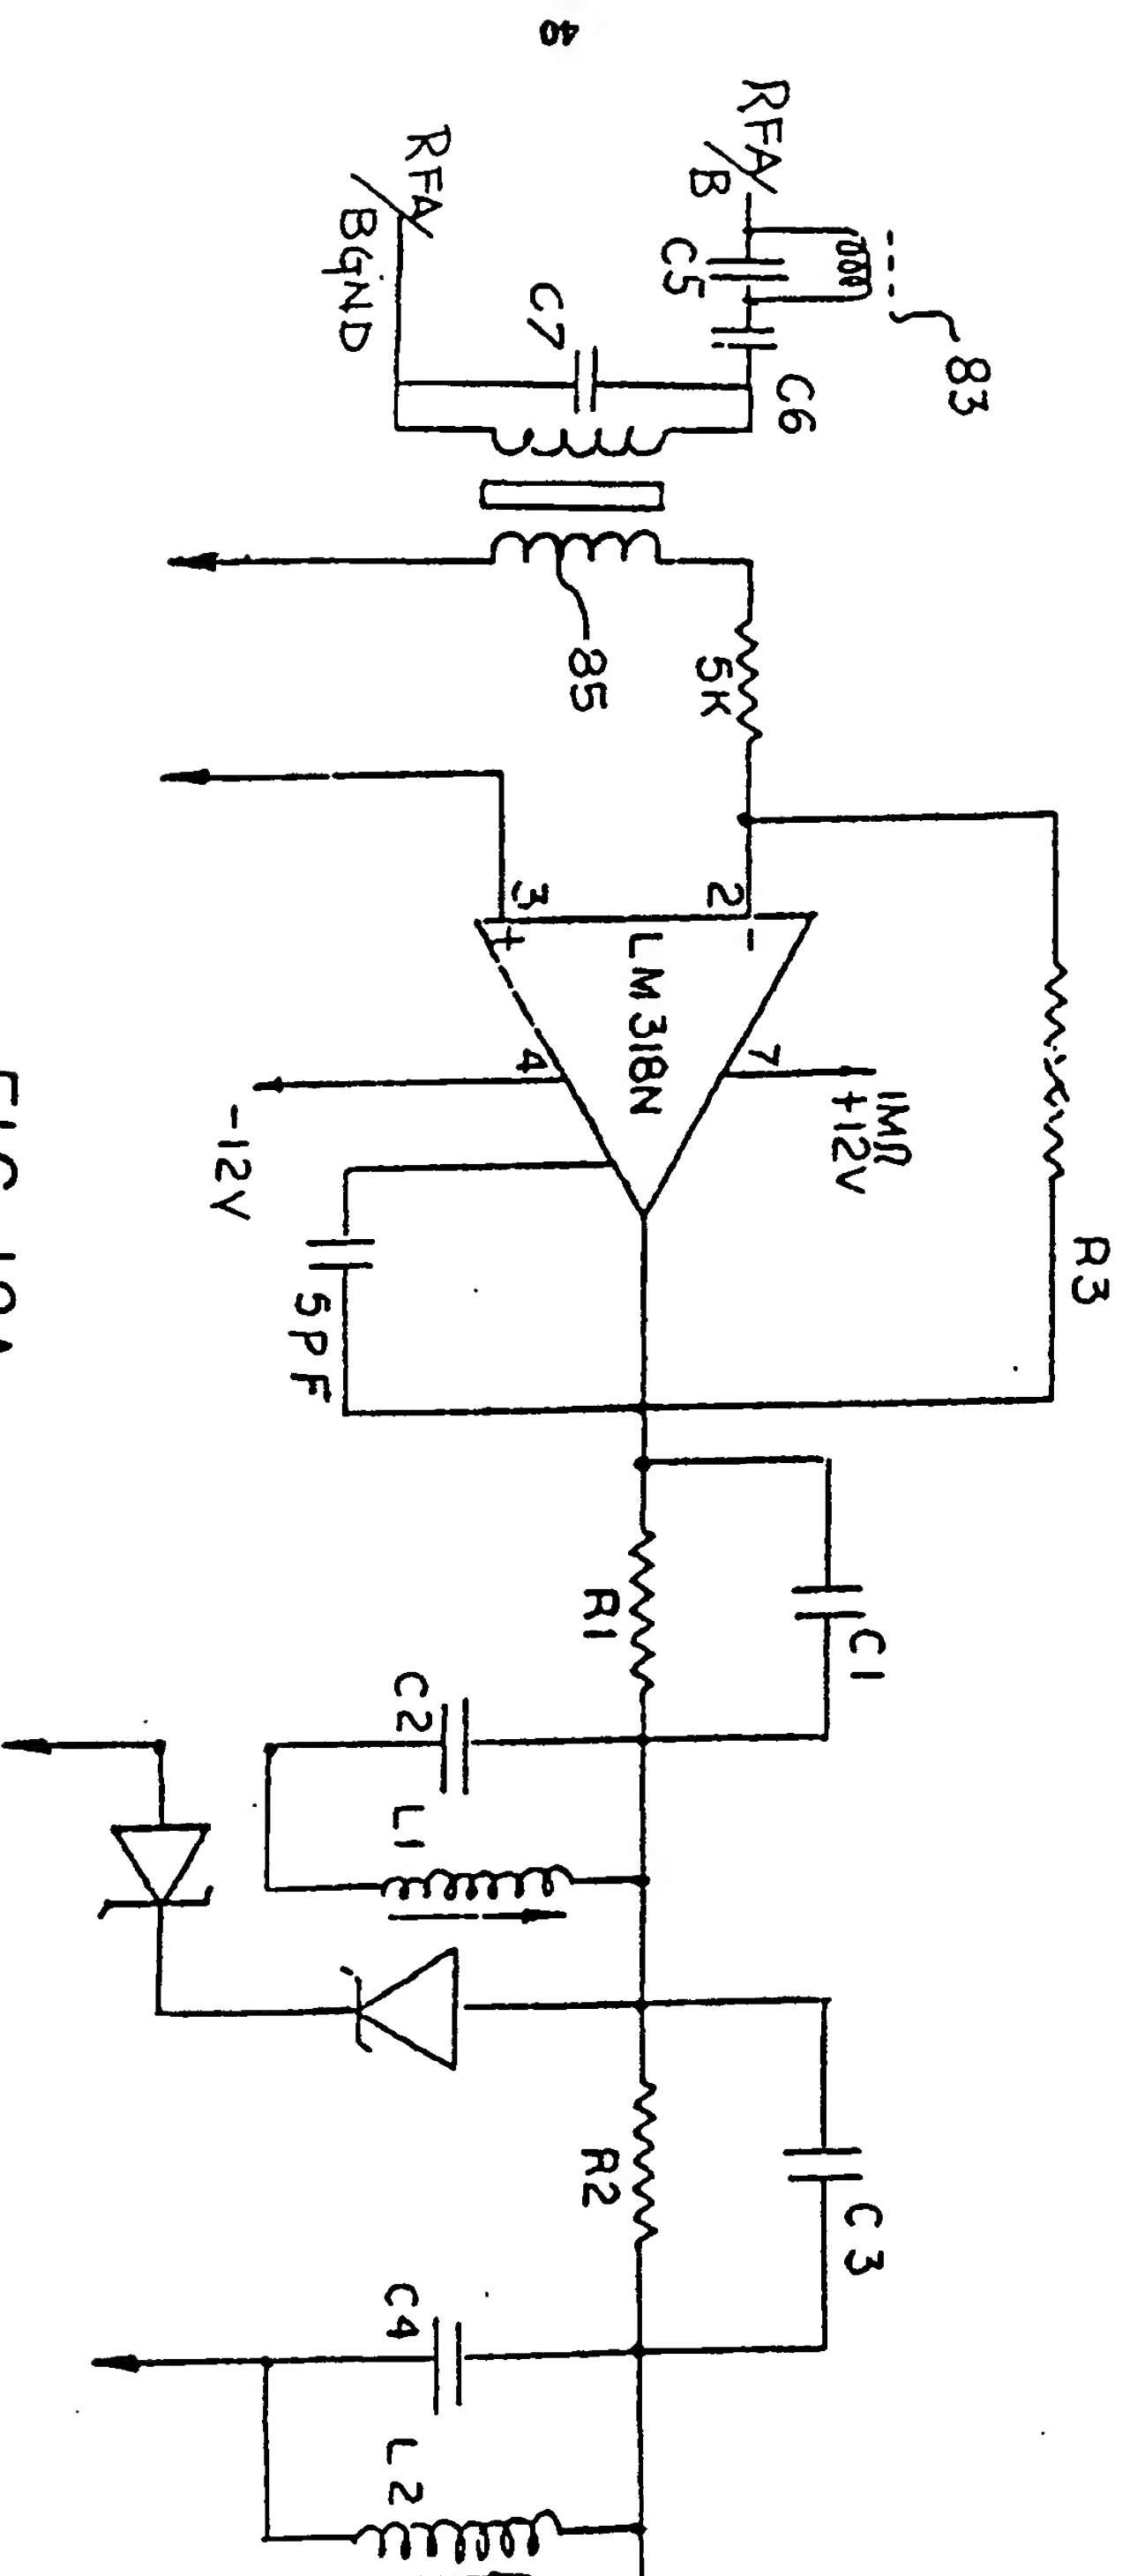 40
RFA/B
C5
C6
83
RFA/BGND
C7
85
5K
R3
2
-
3
+
LM318N
7
1MΩ
+12V
4
-12V
5PF
C1
R1
C2
L1
C3
R2
C4
L2